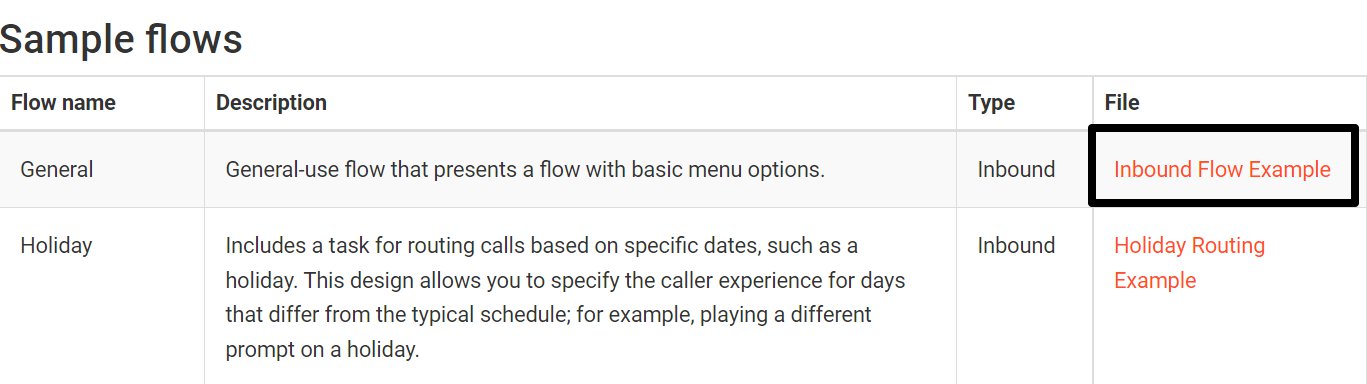 Sample flows
Flow name Description Type File
General General-use flow that presents a flow with basic menu options. Inbound Inbound Flow Example
Holiday Includes a task for routing calls based on specific dates, such as a Inbound Holiday Routing
holiday. This design allows you to specify the caller experience for days Example
that differ from the typical schedule; for example, playing a different
prompt on a holiday.